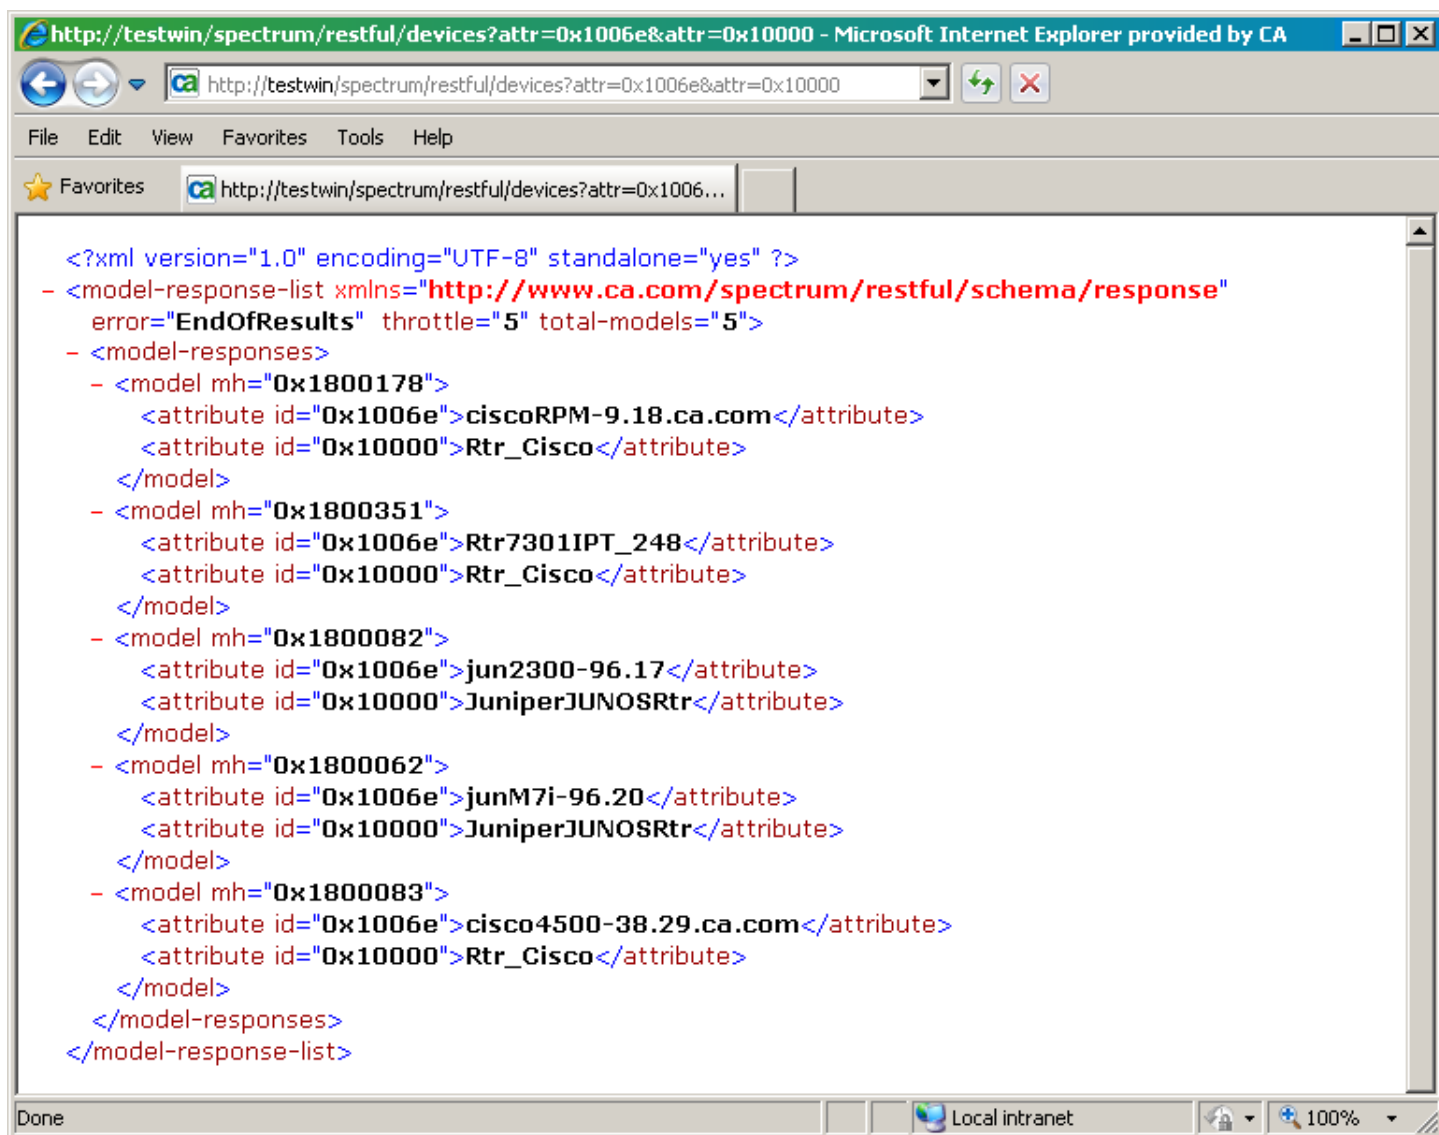 http://testwin/spectrum/restful/devices?attr=0x1006e&attr=0x10000 - Microsoft Internet Explorer provided by CA
ca http://testwin/spectrum/restful/devices?attr=0x1006e&attr=0x10000
File Edit View Favorites Tools Help
Favorites ca http://testwin/spectrum/restful/devices?attr=0x1006...
<?xml version="1.0" encoding="UTF-8" standalone="yes" ?>
- <model-response-list xmlns="http://www.ca.com/spectrum/restful/schema/response"
error="EndOfResults" throttle="5" total-models="5">
- <model-responses>
- <model mh="0x1800178">
<attribute id="0x1006e">ciscoRPM-9.18.ca.com</attribute>
<attribute id="0x10000">Rtr_Cisco</attribute>
</model>
- <model mh="0x1800351">
<attribute id="0x1006e">Rtr7301IPT_248</attribute>
<attribute id="0x10000">Rtr_Cisco</attribute>
</model>
- <model mh="0x1800082">
<attribute id="0x1006e">jun2300-96.17</attribute>
<attribute id="0x10000">JuniperJUNOSRtr</attribute>
</model>
- <model mh="0x1800062">
<attribute id="0x1006e">junM7i-96.20</attribute>
<attribute id="0x10000">JuniperJUNOSRtr</attribute>
</model>
- <model mh="0x1800083">
<attribute id="0x1006e">cisco4500-38.29.ca.com</attribute>
<attribute id="0x10000">Rtr_Cisco</attribute>
</model>
</model-responses>
</model-response-list>
Done Local intranet 100%